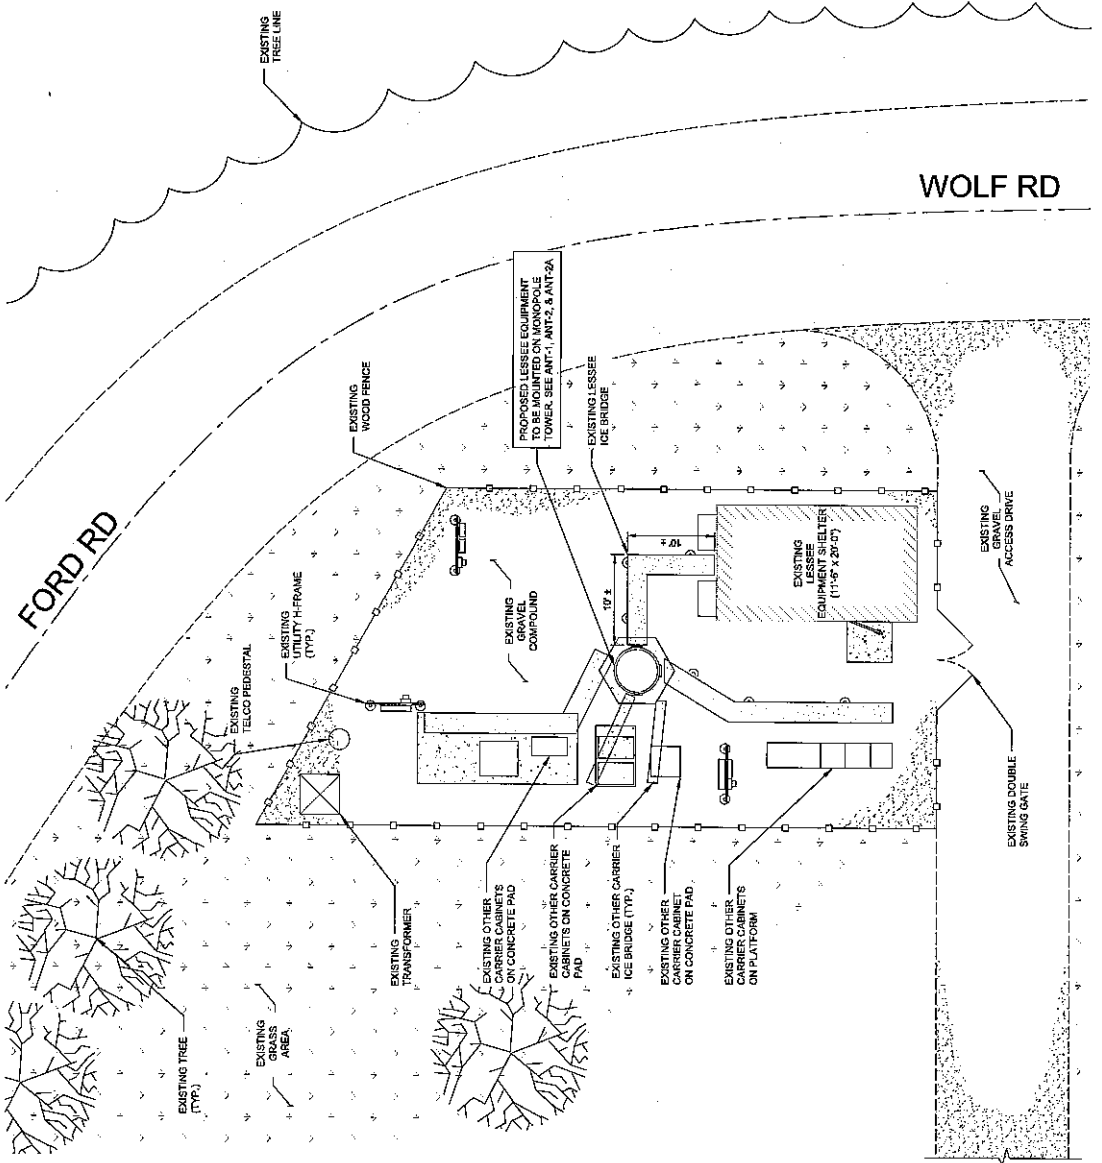 EXISTING
TREE LINE
WOLF RD
PROPOSED LESSEE EQUIPMENT
TO BE MOUNTED ON MONOPOLE
TOWER. SEE ANT-1, ANT-2, & ANT-2A
EXISTING
WOOD FENCE
EXISTING LESSEE
ICE BRIDGE
FORD RD
EXISTING
UTILITY H-FRAME
(TYP.)
EXISTING
TELCO PEDESTAL
EXISTING
GRAVEL
COMPOUND
10' ±
10' ±
EXISTING
LESSEE
EQUIPMENT SHELTER
(11'-6" X 20'-0")
EXISTING
GRAVEL
ACCESS DRIVE
EXISTING DOUBLE
SWING GATE
EXISTING
TRANSFORMER
EXISTING OTHER
CARRIER CABINETS
ON CONCRETE PAD
EXISTING OTHER CARRIER
CABINETS ON CONCRETE
PAD
EXISTING OTHER CARRIER
ICE BRIDGE (TYP.)
EXISTING OTHER
CARRIER CABINET
ON CONCRETE PAD
EXISTING OTHER
CARRIER CABINETS
ON PLATFORM
EXISTING TREE
(TYP.)
EXISTING
GRASS
AREA